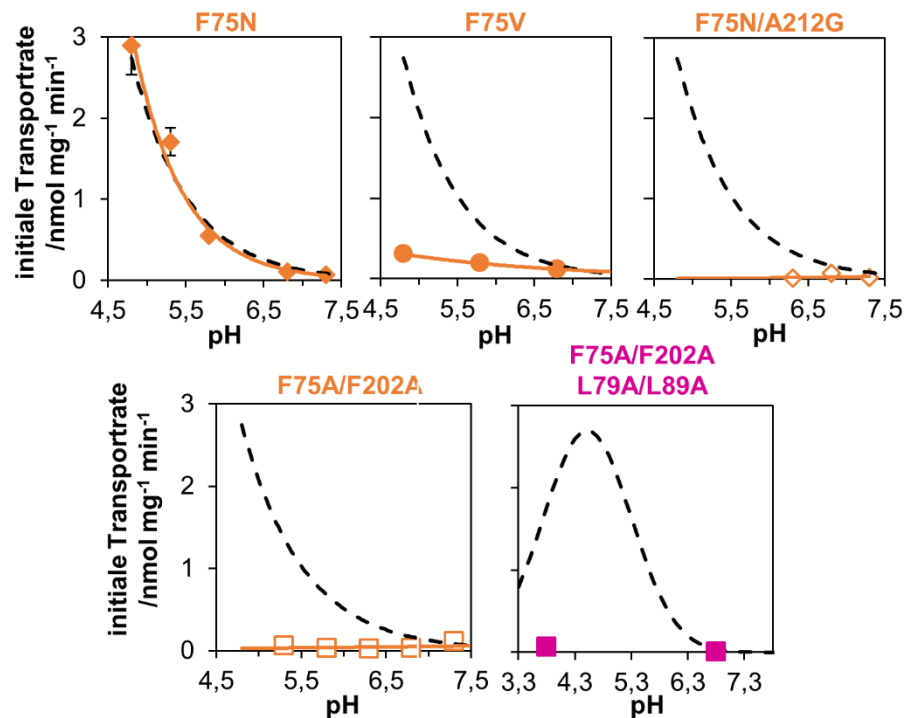 F75N
F75V
F75N/A212G
initiale Transportrate
/nmol mg⁻¹ min⁻¹
3
2
1
0
4,5 5,5 6,5 7,5
pH
4,5 5,5 6,5 7,5
pH
4,5 5,5 6,5 7,5
pH
F75A/F202A
F75A/F202A
L79A/L89A
initiale Transportrate
/nmol mg⁻¹ min⁻¹
3
2
1
0
4,5 5,5 6,5 7,5
pH
3,3 4,3 5,3 6,3 7,3
pH